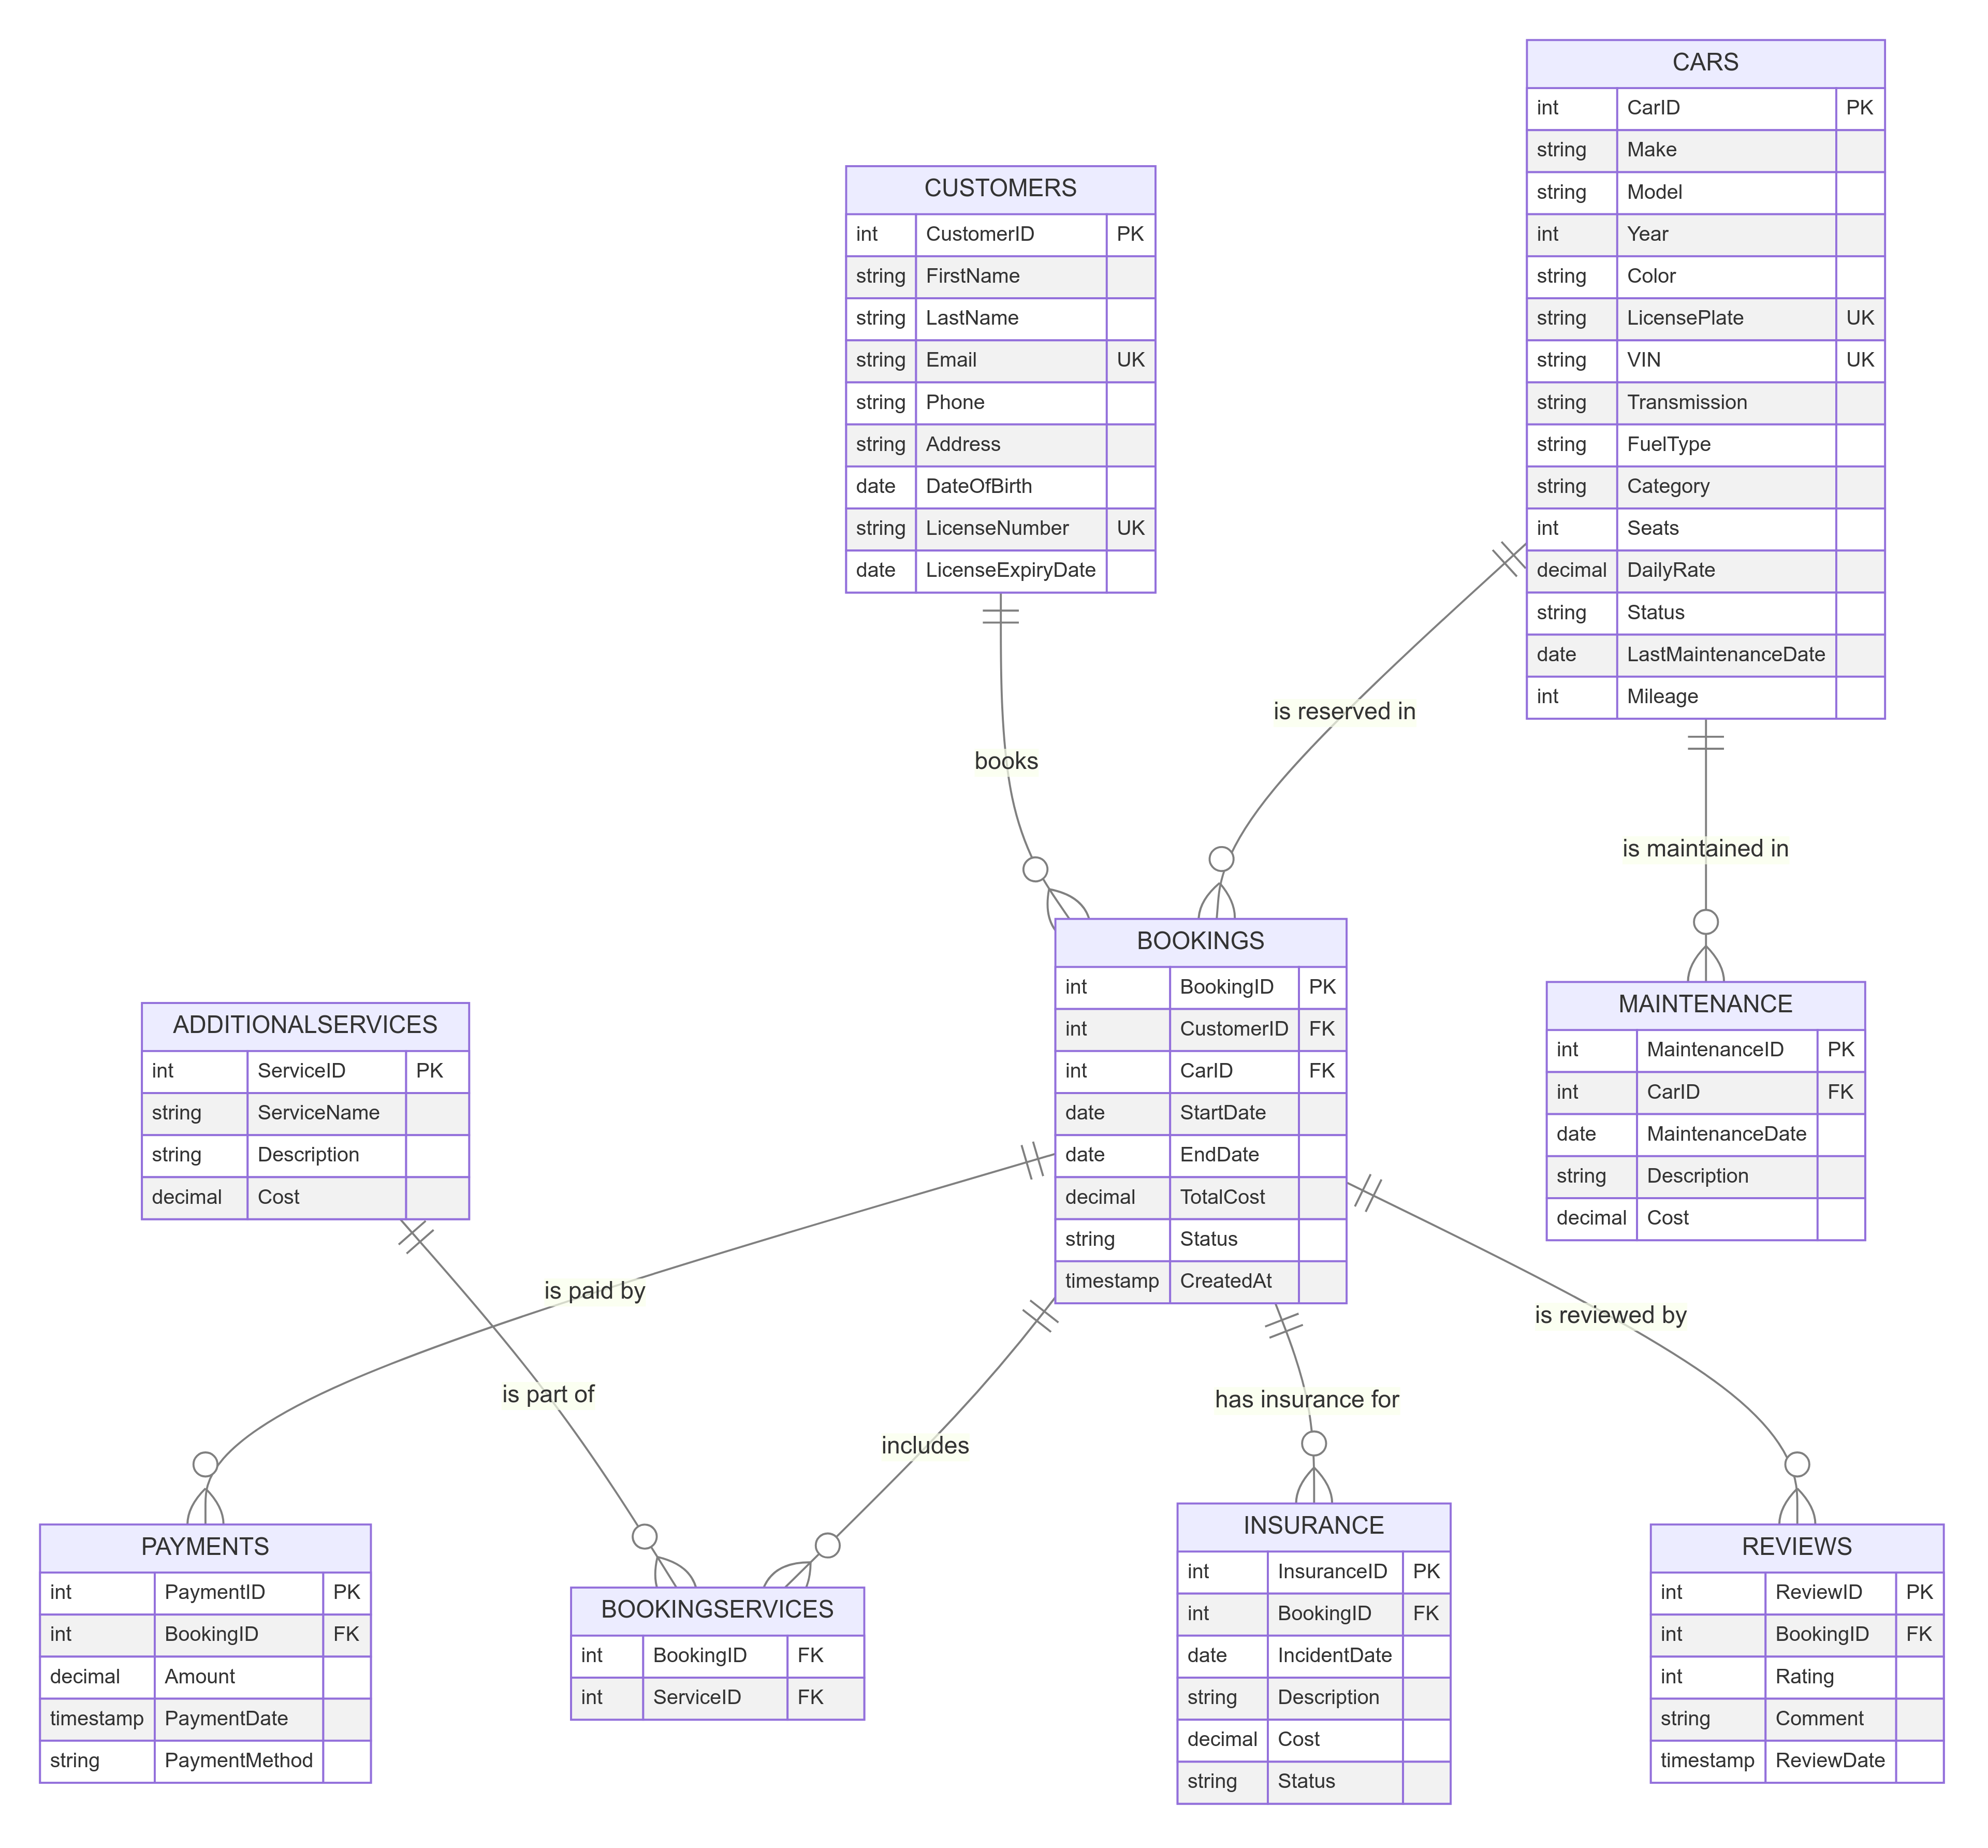 CARS
int CarID PK
string Make
string Model
int Year
string Color
string LicensePlate UK
string VIN UK
string Transmission
string FuelType
string Category
int Seats
decimal DailyRate
string Status
date LastMaintenanceDate
int Mileage
CUSTOMERS
int CustomerID PK
string FirstName
string LastName
string Email UK
string Phone
string Address
date DateOfBirth
string LicenseNumber UK
date LicenseExpiryDate
is reserved in
books
is maintained in
BOOKINGS
int BookingID PK
int CustomerID FK
int CarID FK
date StartDate
date EndDate
decimal TotalCost
string Status
timestamp CreatedAt
MAINTENANCE
int MaintenanceID PK
int CarID FK
date MaintenanceDate
string Description
decimal Cost
ADDITIONALSERVICES
int ServiceID PK
string ServiceName
string Description
decimal Cost
is paid by
is part of
includes
has insurance for
is reviewed by
PAYMENTS
int PaymentID PK
int BookingID FK
decimal Amount
timestamp PaymentDate
string PaymentMethod
BOOKINGSERVICES
int BookingID FK
int ServiceID FK
INSURANCE
int InsuranceID PK
int BookingID FK
date IncidentDate
string Description
decimal Cost
string Status
REVIEWS
int ReviewID PK
int BookingID FK
int Rating
string Comment
timestamp ReviewDate